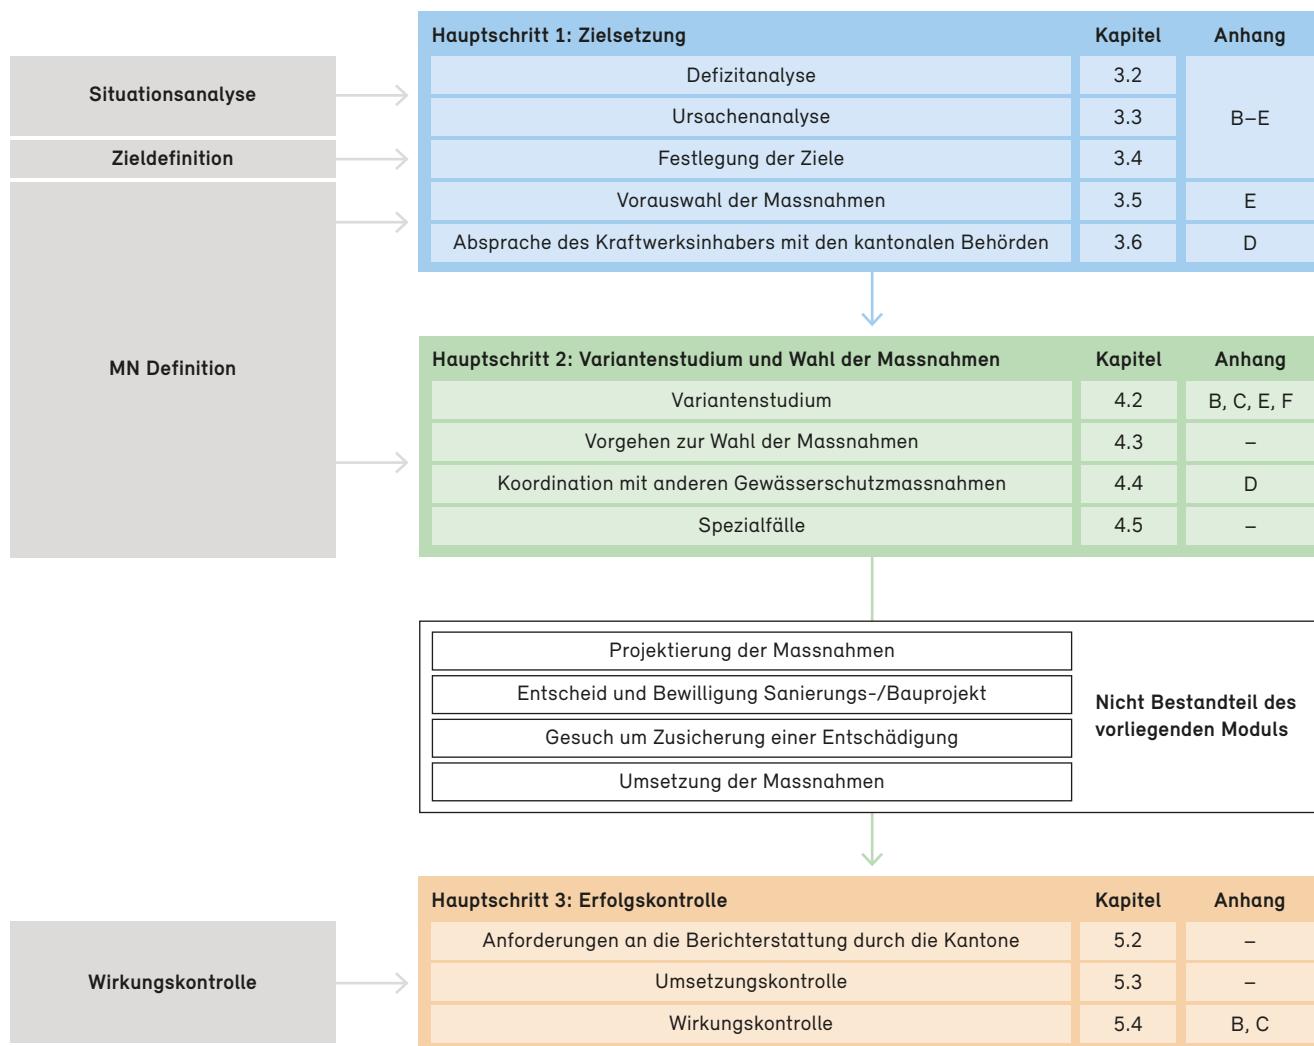 Hauptschritt 1: Zielsetzung Kapitel Anhang
Situationsanalyse
Defizitanalyse 3.2
Ursachenanalyse 3.3 B–E
Zieldefinition
Festlegung der Ziele 3.4
Vorauswahl der Massnahmen 3.5 E
Absprache des Kraftwerksinhabers mit den kantonalen Behörden 3.6 D
MN Definition
Hauptschritt 2: Variantenstudium und Wahl der Massnahmen Kapitel Anhang
Variantenstudium 4.2 B, C, E, F
Vorgehen zur Wahl der Massnahmen 4.3 –
Koordination mit anderen Gewässerschutzmassnahmen 4.4 D
Spezialfälle 4.5 –
Projektierung der Massnahmen
Entscheid und Bewilligung Sanierungs-/Bauprojekt
Gesuch um Zusicherung einer Entschädigung
Umsetzung der Massnahmen
Nicht Bestandteil des
vorliegenden Moduls
Hauptschritt 3: Erfolgskontrolle Kapitel Anhang
Anforderungen an die Berichterstattung durch die Kantone 5.2 –
Wirkungskontrolle
Umsetzungskontrolle 5.3 –
Wirkungskontrolle 5.4 B, C